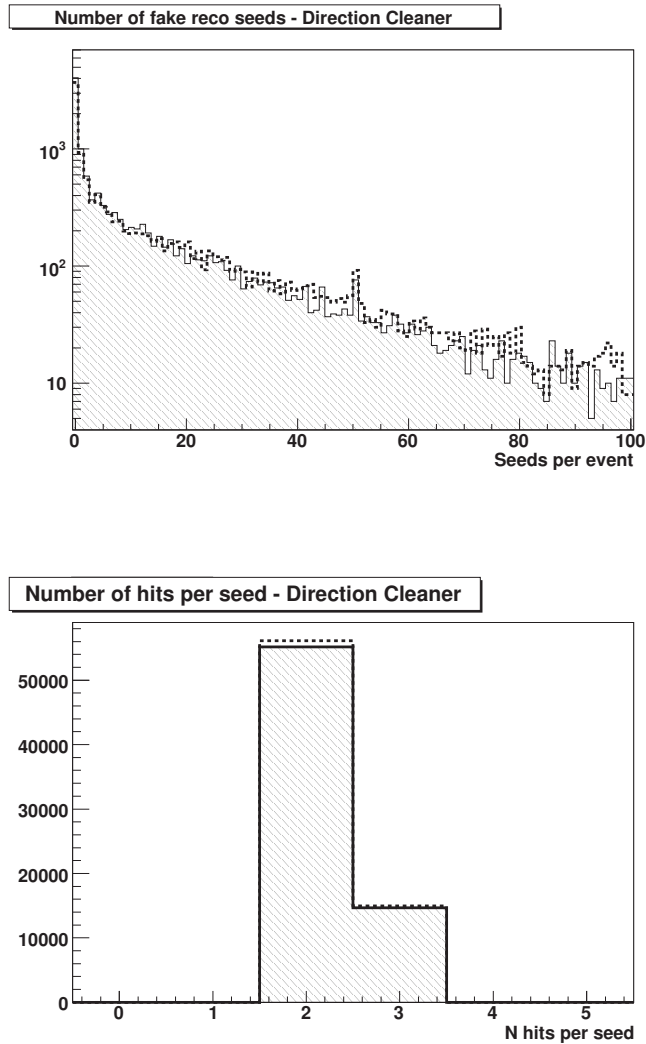 Number of fake reco seeds - Direction Cleaner
10³
10²
10
0 20 40 60 80 100
Seeds per event
Number of hits per seed - Direction Cleaner
50000
40000
30000
20000
10000
0
0 1 2 3 4 5
N hits per seed